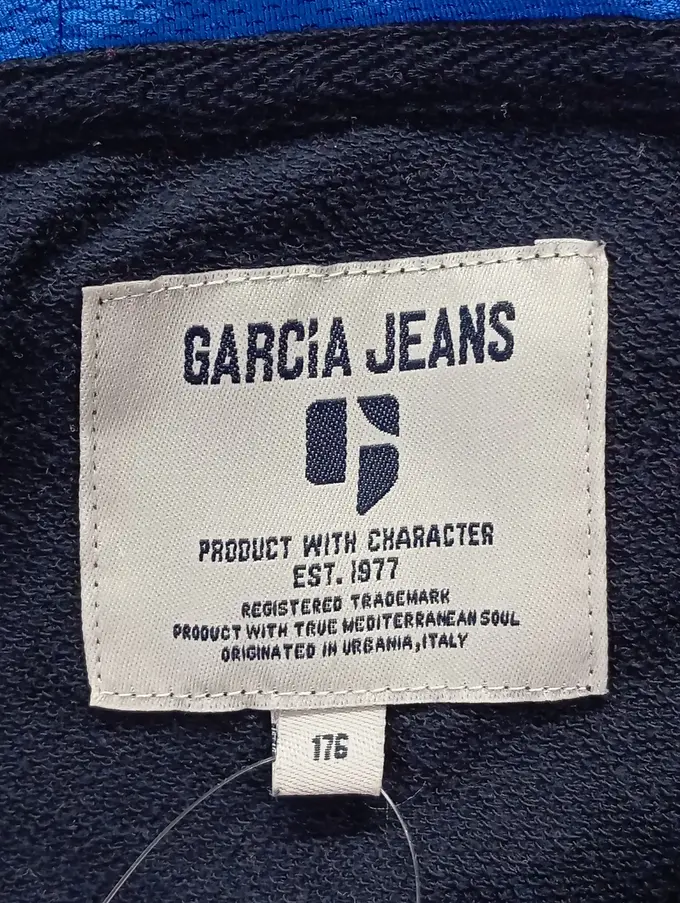 GARCiA JEANS
PRODUCT WITH CHARACTER
EST. 1977
REGISTERED TRADEMARK
PRODUCT WITH TRUE MEDITERRANEAN SOUL
ORIGINATED IN URBANIA, ITALY
176